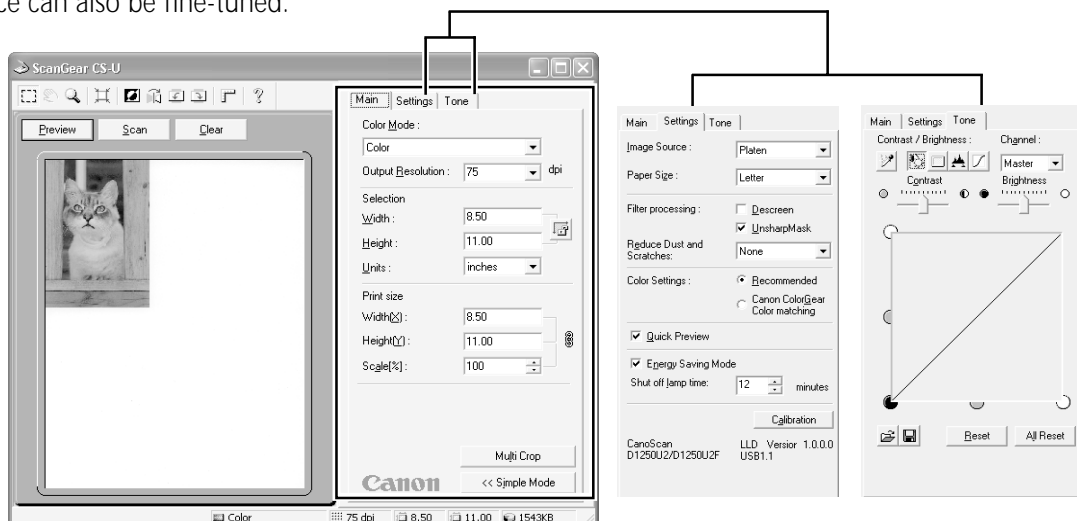 ce can also be fine-tuned.
ScanGear CS-U
Preview Scan Clear
Main Settings Tone
Color Mode :
Color
Output Resolution : 75 dpi
Selection
Width : 8.50
Height : 11.00
Units : inches
Print size
Width(X) : 8.50
Height(Y) : 11.00
Scale[%] : 100
Multi Crop
Canon << Simple Mode
Color 75 dpi 8.50 11.00 1543KB
Main Settings Tone
Image Source : Platen
Paper Size : Letter
Filter processing : Descreen
UnsharpMask
Reduce Dust and
Scratches: None
Color Settings : Recommended
Canon ColorGear
Color matching
Quick Preview
Energy Saving Mode
Shut off lamp time: 12 minutes
Calibration
CanoScan LLD Versior 1.0.0.0
D1250U2/D1250U2F USB1.1
Main Settings Tone
Contrast / Brightness : Channel :
Master
Contrast Brightness
Reset All Reset